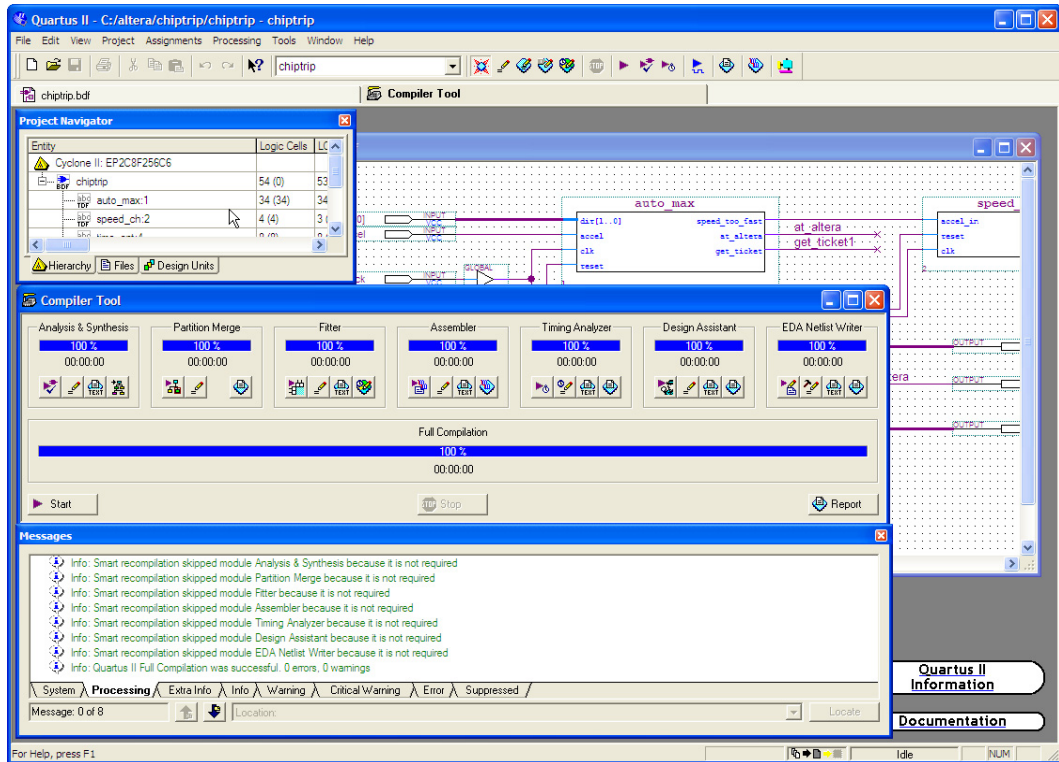 Quartus II - C:/altera/chiptrip/chiptrip - chiptrip
File Edit View Project Assignments Processing Tools Window Help
chiptrip
chiptrip.bdf
Compiler Tool
Project Navigator
Entity Logic Cells
Cyclone II: EP2C8F256C6
chiptrip 54 (0) 53
auto_max:1 34 (34) 34
speed_ch:2 4 (4) 3 (
Hierarchy Files Design Units
auto_max
dir[1..0] speed_too_fast
accel at_altera
clk get_ticket
reset
at_altera
get_ticket1
speed_
accel_in
reset
clk
INPUT
VCC
INPUT
VCC
INPUT
GLOBAL
OUTPUT
OUTPUT
OUTPUT
Compiler Tool
Analysis & Synthesis Partition Merge Fitter Assembler Timing Analyzer Design Assistant EDA Netlist Writer
100 % 100 % 100 % 100 % 100 % 100 % 100 %
00:00:00 00:00:00 00:00:00 00:00:00 00:00:00 00:00:00 00:00:00
Full Compilation
100 %
00:00:00
Start Stop Report
Messages
Info: Smart recompilation skipped module Analysis & Synthesis because it is not required
Info: Smart recompilation skipped module Partition Merge because it is not required
Info: Smart recompilation skipped module Fitter because it is not required
Info: Smart recompilation skipped module Assembler because it is not required
Info: Smart recompilation skipped module Timing Analyzer because it is not required
Info: Smart recompilation skipped module Design Assistant because it is not required
Info: Smart recompilation skipped module EDA Netlist Writer because it is not required
Info: Quartus II Full Compilation was successful. 0 errors, 0 warnings
System Processing Extra Info Info Warning Critical Warning Error Suppressed
Message: 0 of 8 Location: Locate
Quartus II
Information
Documentation
For Help, press F1 Idle NUM